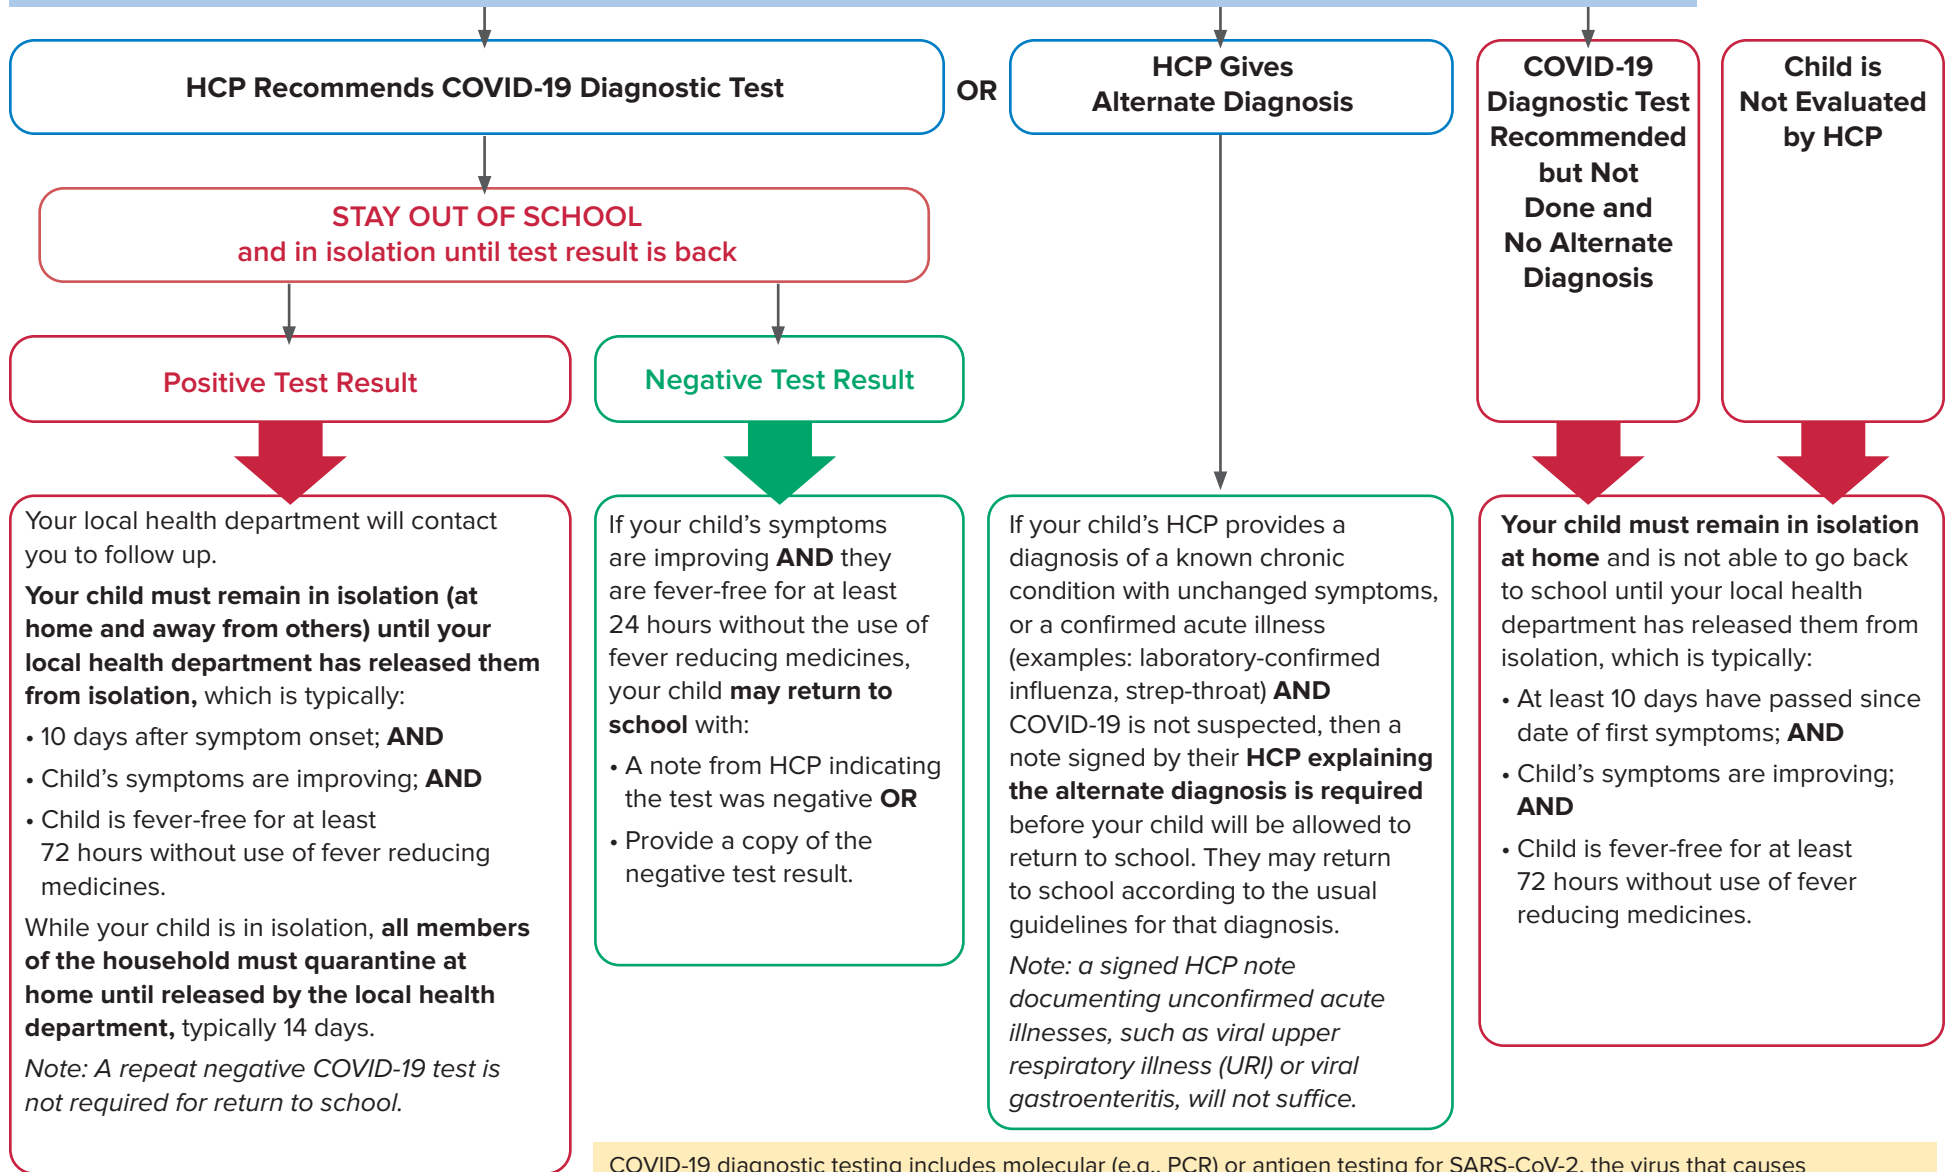 HCP Recommends COVID-19 Diagnostic Test
OR
HCP Gives
Alternate Diagnosis
COVID-19
Diagnostic Test
Recommended
but Not
Done and
No Alternate
Diagnosis
Child is
Not Evaluated
by HCP
STAY OUT OF SCHOOL
and in isolation until test result is back
Positive Test Result
Negative Test Result
Your local health department will contact
you to follow up.
Your child must remain in isolation (at
home and away from others) until your
local health department has released them
from isolation, which is typically:
• 10 days after symptom onset; AND
• Child's symptoms are improving; AND
• Child is fever-free for at least
72 hours without use of fever reducing
medicines.
While your child is in isolation, all members
of the household must quarantine at
home until released by the local health
department, typically 14 days.
Note: A repeat negative COVID-19 test is
not required for return to school.
If your child's symptoms
are improving AND they
are fever-free for at least
24 hours without the use of
fever reducing medicines,
your child may return to
school with:
• A note from HCP indicating
the test was negative OR
• Provide a copy of the
negative test result.
If your child's HCP provides a
diagnosis of a known chronic
condition with unchanged symptoms,
or a confirmed acute illness
(examples: laboratory-confirmed
influenza, strep-throat) AND
COVID-19 is not suspected, then a
note signed by their HCP explaining
the alternate diagnosis is required
before your child will be allowed to
return to school. They may return
to school according to the usual
guidelines for that diagnosis.
Note: a signed HCP note
documenting unconfirmed acute
illnesses, such as viral upper
respiratory illness (URI) or viral
gastroenteritis, will not suffice.
Your child must remain in isolation
at home and is not able to go back
to school until your local health
department has released them from
isolation, which is typically:
• At least 10 days have passed since
date of first symptoms; AND
• Child's symptoms are improving;
AND
• Child is fever-free for at least
72 hours without use of fever
reducing medicines.
COVID-19 diagnostic testing includes molecular (e.g., PCR) or antigen testing for SARS-CoV-2, the virus that causes